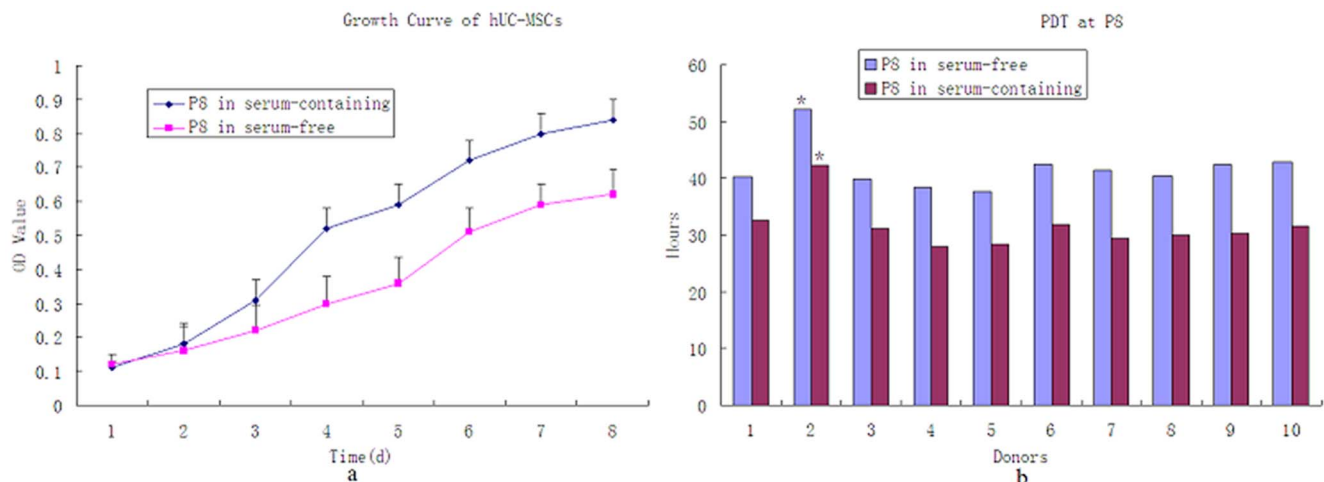 Growth Curve of hUC-MSCs
P8 in serum-containing
P8 in serum-free
OD Value
1
0.9
0.8
0.7
0.6
0.5
0.4
0.3
0.2
0.1
0
1 2 3 4 5 6 7 8
Time(d)
a
PDT at P8
P8 in serum-free
P8 in serum-containing
Hours
60
50
40
30
20
10
0
* *
1 2 3 4 5 6 7 8 9 10
Donors
b